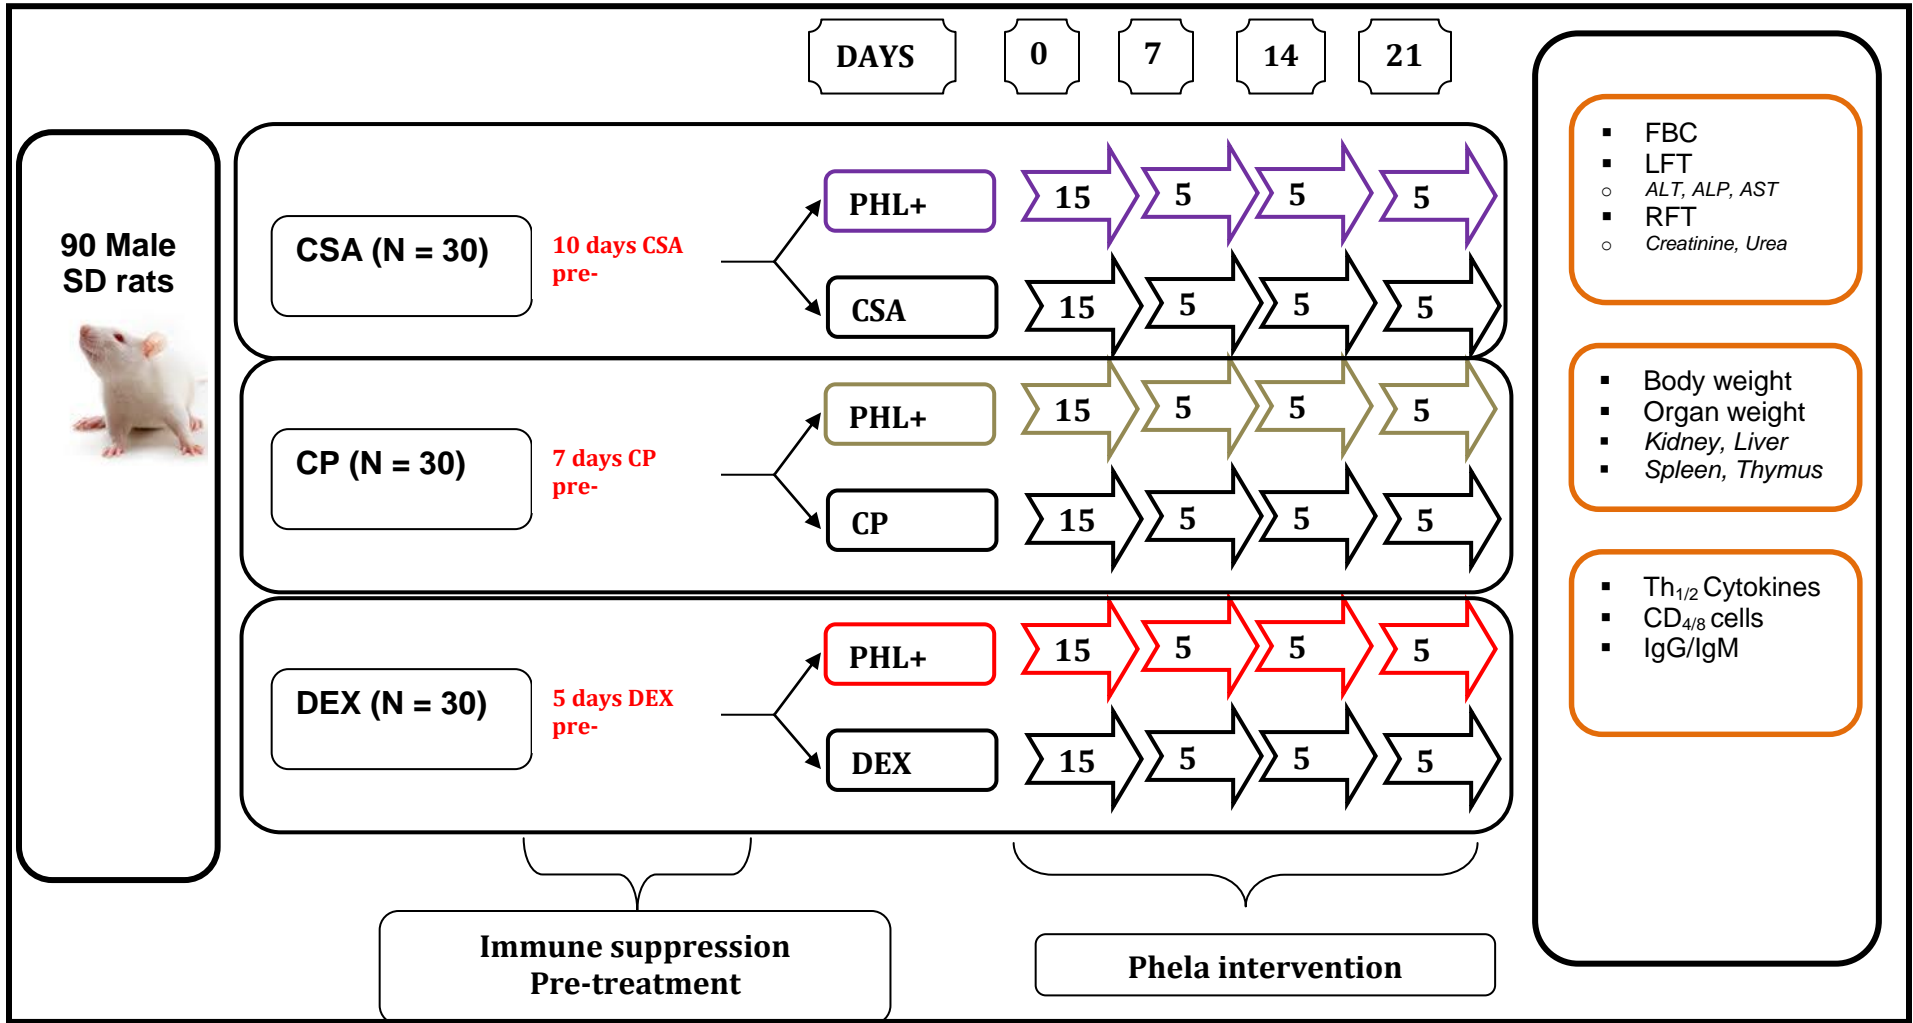 DAYS 0 7 14 21
90 Male
SD rats
CSA (N = 30)
10 days CSA
pre-
PHL+ 15 5 5 5
CSA 15 5 5 5
CP (N = 30)
7 days CP
pre-
PHL+ 15 5 5 5
CP 15 5 5 5
DEX (N = 30)
5 days DEX
pre-
PHL+ 15 5 5 5
DEX 15 5 5 5
Immune suppression
Pre-treatment
Phela intervention
▪ FBC
▪ LFT
○ ALT, ALP, AST
▪ RFT
○ Creatinine, Urea
▪ Body weight
▪ Organ weight
▪ Kidney, Liver
▪ Spleen, Thymus
▪ Th1/2 Cytokines
▪ CD4/8 cells
▪ IgG/IgM